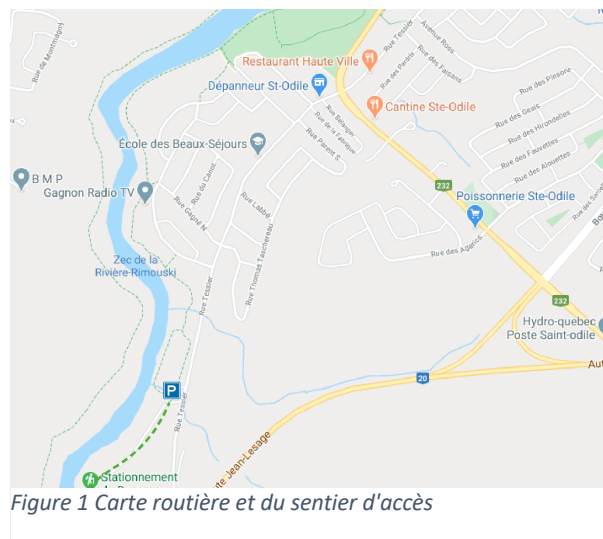 Rue de Montmagny
Restaurant Haute Ville
Rue Tessier
Avenue Ross
Rue des Perdrix
Rue des Faisans
Dépanneur St-Odile
Cantine Ste-Odile
Rue des Pinsons
Rue des Geais
Rue des Hirondelles
Rue des Fauvettes
Rue des Alouettes
Rue Bélanger
Rue de la Fabrique
Rue Parent S
École des Beaux-Séjours
B M P
Gagnon Radio TV
Rue du Canot
Rue Gagné N
Rue Labbé
Rue Thomas Taschereau
232
Poissonnerie Ste-Odile
Rue des Agarics
Zec de la
Rivière-Rimouski
Rue Tessier
232
Hydro-quebec
Poste Saint-odile
20
P
Rue Tessier
Jean-Lesage
Stationnement
Figure 1 Carte routière et du sentier d'accès